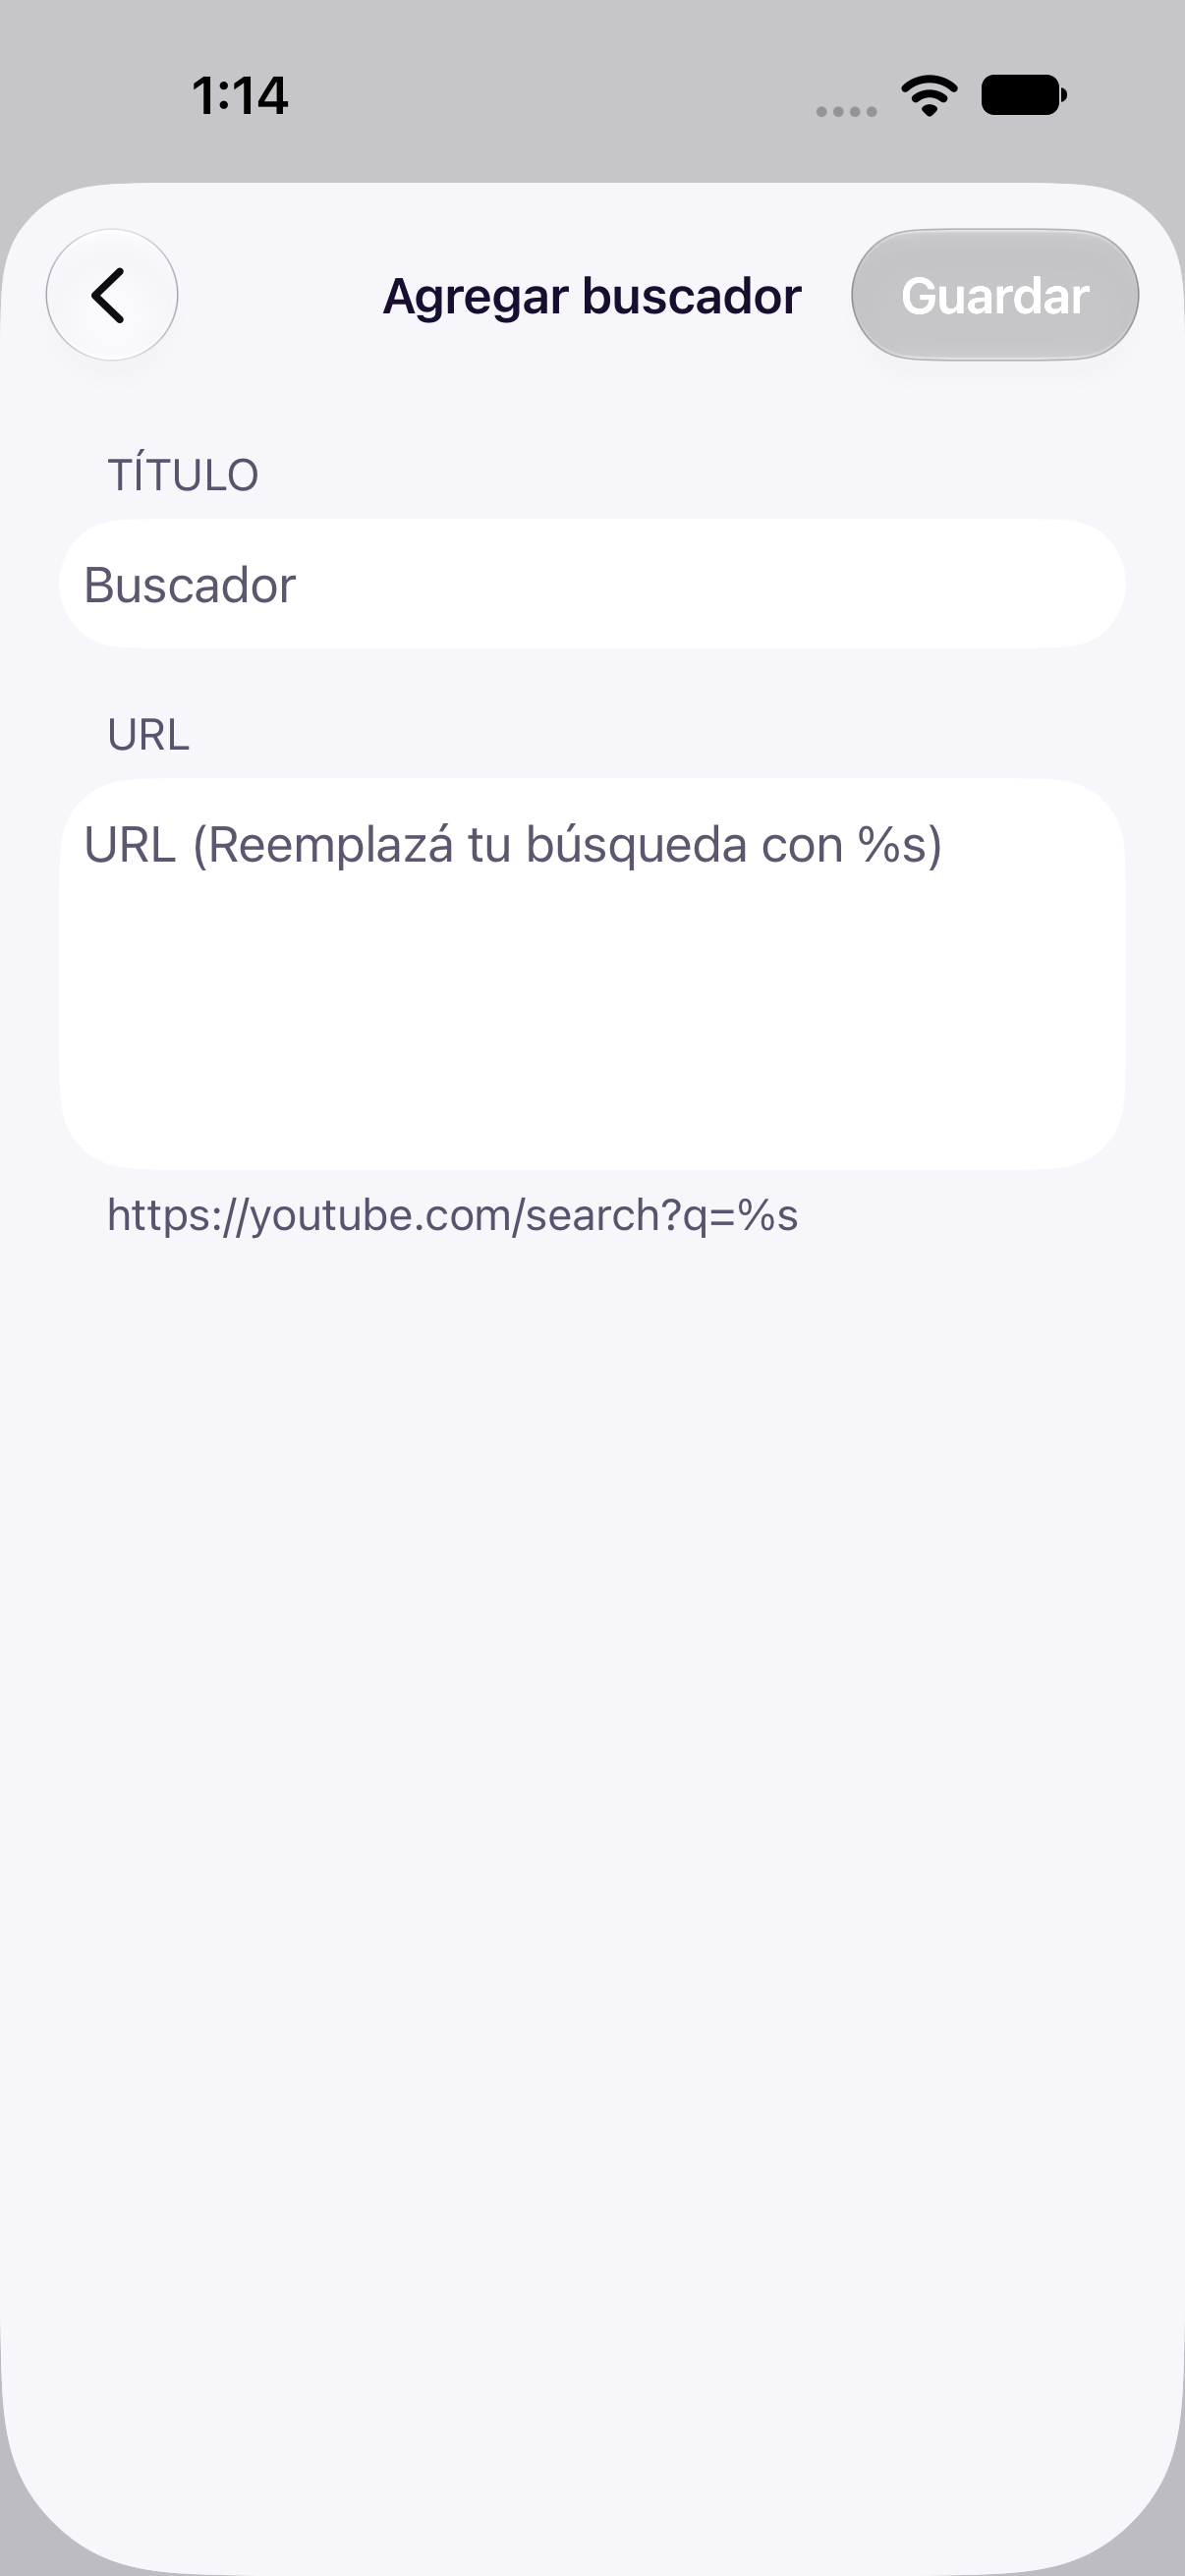 1:14
Agregar buscador
Guardar
TÍTULO
Buscador
URL
URL (Reemplazá tu búsqueda con %s)
https://youtube.com/search?q=%s